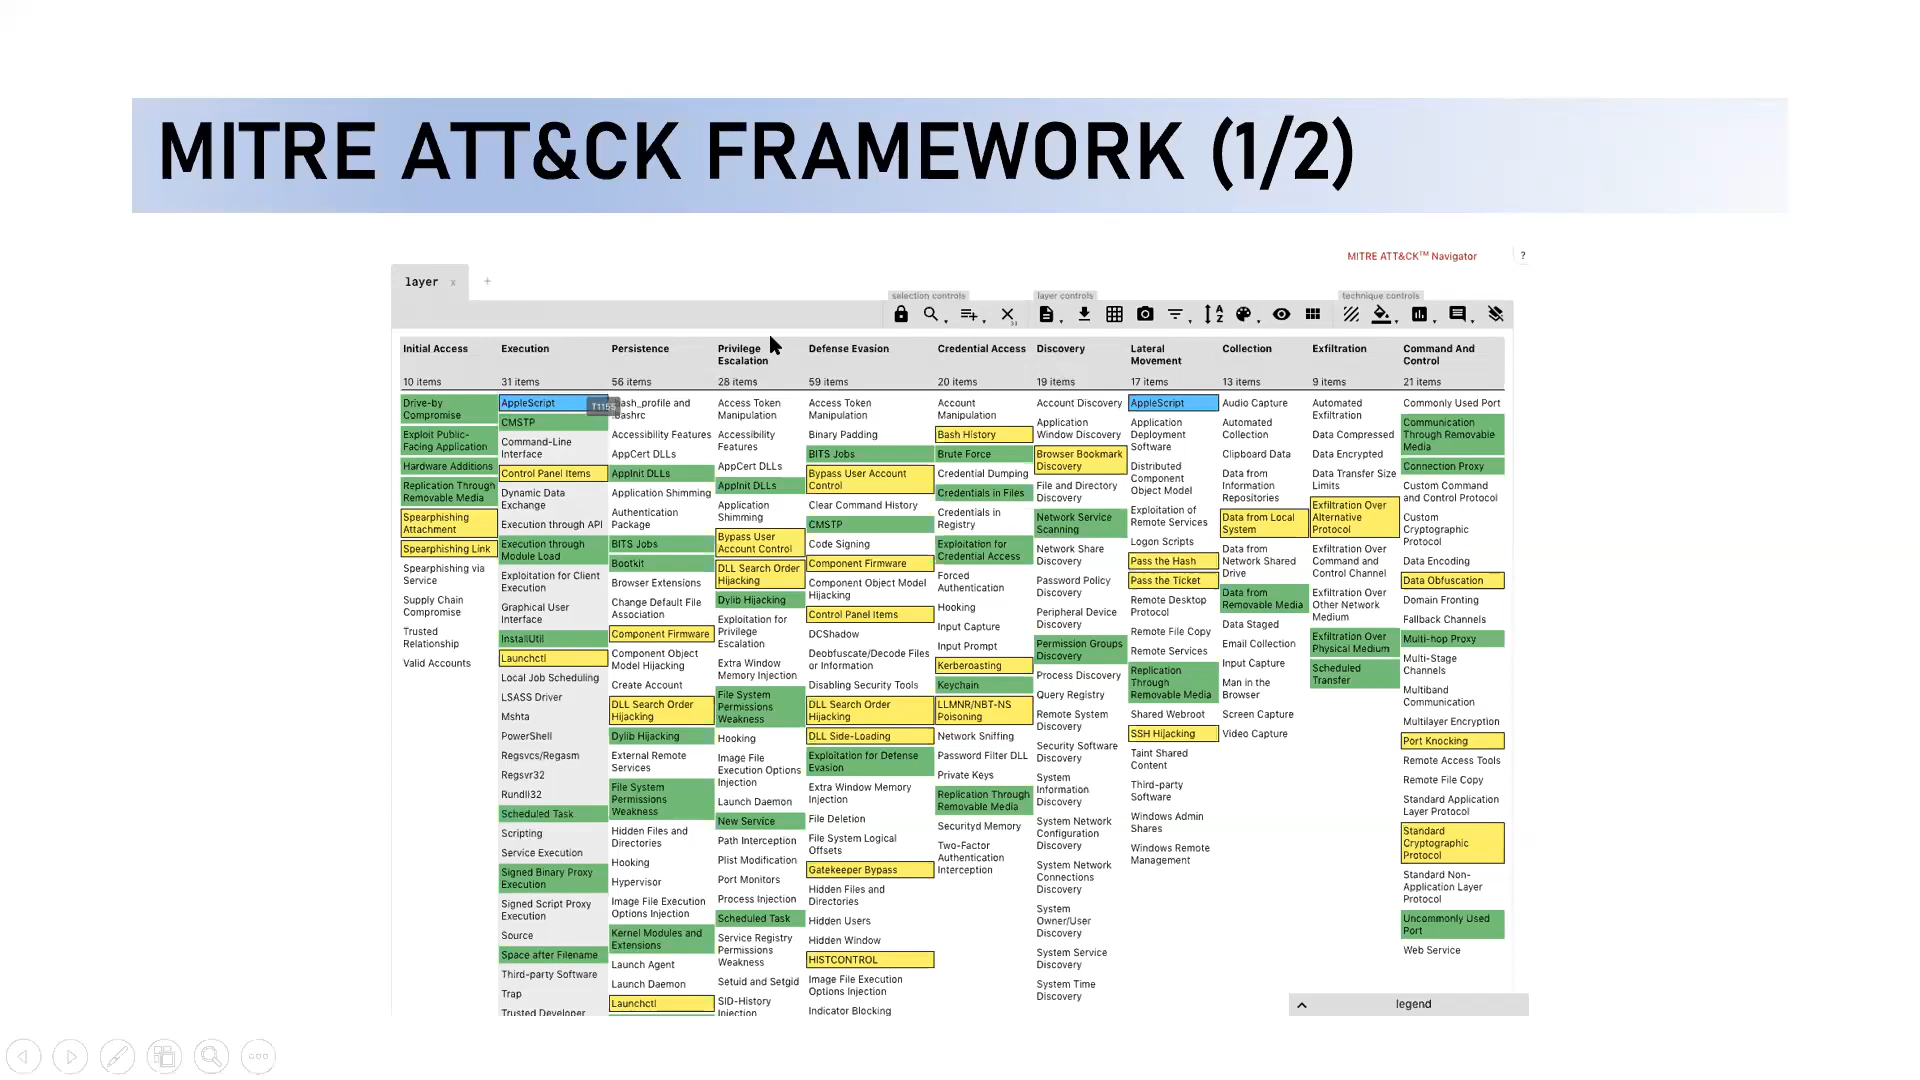 MITRE ATT&CK FRAMEWORK (1/2)
MITRE ATT&CK™ Navigator
?
layer x +
selection controls
layer controls
technique controls
Initial Access
10 items
Drive-by
Compromise
Exploit Public-
Facing Application
Hardware Additions
Replication Through
Removable Media
Spearphishing
Attachment
Spearphishing Link
Spearphishing via
Service
Supply Chain
Compromise
Trusted
Relationship
Valid Accounts
Execution
31 items
AppleScript
T1155
CMSTP
Command-Line
Interface
Control Panel Items
Dynamic Data
Exchange
Execution through API
Execution through
Module Load
Exploitation for Client
Execution
Graphical User
Interface
InstallUtil
Launchctl
Local Job Scheduling
LSASS Driver
Mshta
PowerShell
Regsvcs/Regasm
Regsvr32
Rundll32
Scheduled Task
Scripting
Service Execution
Signed Binary Proxy
Execution
Signed Script Proxy
Execution
Source
Space after Filename
Third-party Software
Trap
Trusted Developer
Persistence
56 items
bash_profile and
bashrc
Accessibility Features
AppCert DLLs
AppInit DLLs
Application Shimming
Authentication
Package
BITS Jobs
Bootkit
Browser Extensions
Change Default File
Association
Component Firmware
Component Object
Model Hijacking
Create Account
DLL Search Order
Hijacking
Dylib Hijacking
External Remote
Services
File System
Permissions
Weakness
Hidden Files and
Directories
Hooking
Hypervisor
Image File Execution
Options Injection
Kernel Modules and
Extensions
Launch Agent
Launch Daemon
Launchctl
Privilege
Escalation
28 items
Access Token
Manipulation
Accessibility
Features
AppCert DLLs
AppInit DLLs
Application
Shimming
Bypass User
Account Control
DLL Search Order
Hijacking
Dylib Hijacking
Exploitation for
Privilege
Escalation
Extra Window
Memory Injection
File System
Permissions
Weakness
Hooking
Image File
Execution Options
Injection
Launch Daemon
New Service
Path Interception
Plist Modification
Port Monitors
Process Injection
Scheduled Task
Service Registry
Permissions
Weakness
Setuid and Setgid
SID-History
Injection
Defense Evasion
59 items
Access Token
Manipulation
Binary Padding
BITS Jobs
Bypass User Account
Control
Clear Command History
CMSTP
Code Signing
Component Firmware
Component Object Model
Hijacking
Control Panel Items
DCShadow
Deobfuscate/Decode Files
or Information
Disabling Security Tools
DLL Search Order
Hijacking
DLL Side-Loading
Exploitation for Defense
Evasion
Extra Window Memory
Injection
File Deletion
File System Logical
Offsets
Gatekeeper Bypass
Hidden Files and
Directories
Hidden Users
Hidden Window
HISTCONTROL
Image File Execution
Options Injection
Indicator Blocking
Credential Access
20 items
Account
Manipulation
Bash History
Brute Force
Credential Dumping
Credentials in Files
Credentials in
Registry
Exploitation for
Credential Access
Forced
Authentication
Hooking
Input Capture
Input Prompt
Kerberoasting
Keychain
LLMNR/NBT-NS
Poisoning
Network Sniffing
Password Filter DLL
Private Keys
Replication Through
Removable Media
Securityd Memory
Two-Factor
Authentication
Interception
Discovery
19 items
Account Discovery
Application
Window Discovery
Browser Bookmark
Discovery
File and Directory
Discovery
Network Service
Scanning
Network Share
Discovery
Password Policy
Discovery
Peripheral Device
Discovery
Permission Groups
Discovery
Process Discovery
Query Registry
Remote System
Discovery
Security Software
Discovery
System
Information
Discovery
System Network
Configuration
Discovery
System Network
Connections
Discovery
System
Owner/User
Discovery
System Service
Discovery
System Time
Discovery
Lateral
Movement
17 items
AppleScript
Application
Deployment
Software
Distributed
Component
Object Model
Exploitation of
Remote Services
Logon Scripts
Pass the Hash
Pass the Ticket
Remote Desktop
Protocol
Remote File Copy
Remote Services
Replication
Through
Removable Media
Shared Webroot
SSH Hijacking
Taint Shared
Content
Third-party
Software
Windows Admin
Shares
Windows Remote
Management
Collection
13 items
Audio Capture
Automated
Collection
Clipboard Data
Data from
Information
Repositories
Data from Local
System
Data from
Network Shared
Drive
Data from
Removable Media
Data Staged
Email Collection
Input Capture
Man in the
Browser
Screen Capture
Video Capture
Exfiltration
9 items
Automated
Exfiltration
Data Compressed
Data Encrypted
Data Transfer Size
Limits
Exfiltration Over
Alternative
Protocol
Exfiltration Over
Command and
Control Channel
Exfiltration Over
Other Network
Medium
Exfiltration Over
Physical Medium
Scheduled
Transfer
Command And
Control
21 items
Commonly Used Port
Communication
Through Removable
Media
Connection Proxy
Custom Command
and Control Protocol
Custom
Cryptographic
Protocol
Data Encoding
Data Obfuscation
Domain Fronting
Fallback Channels
Multi-hop Proxy
Multi-Stage
Channels
Multiband
Communication
Multilayer Encryption
Port Knocking
Remote Access Tools
Remote File Copy
Standard Application
Layer Protocol
Standard
Cryptographic
Protocol
Standard Non-
Application Layer
Protocol
Uncommonly Used
Port
Web Service
legend